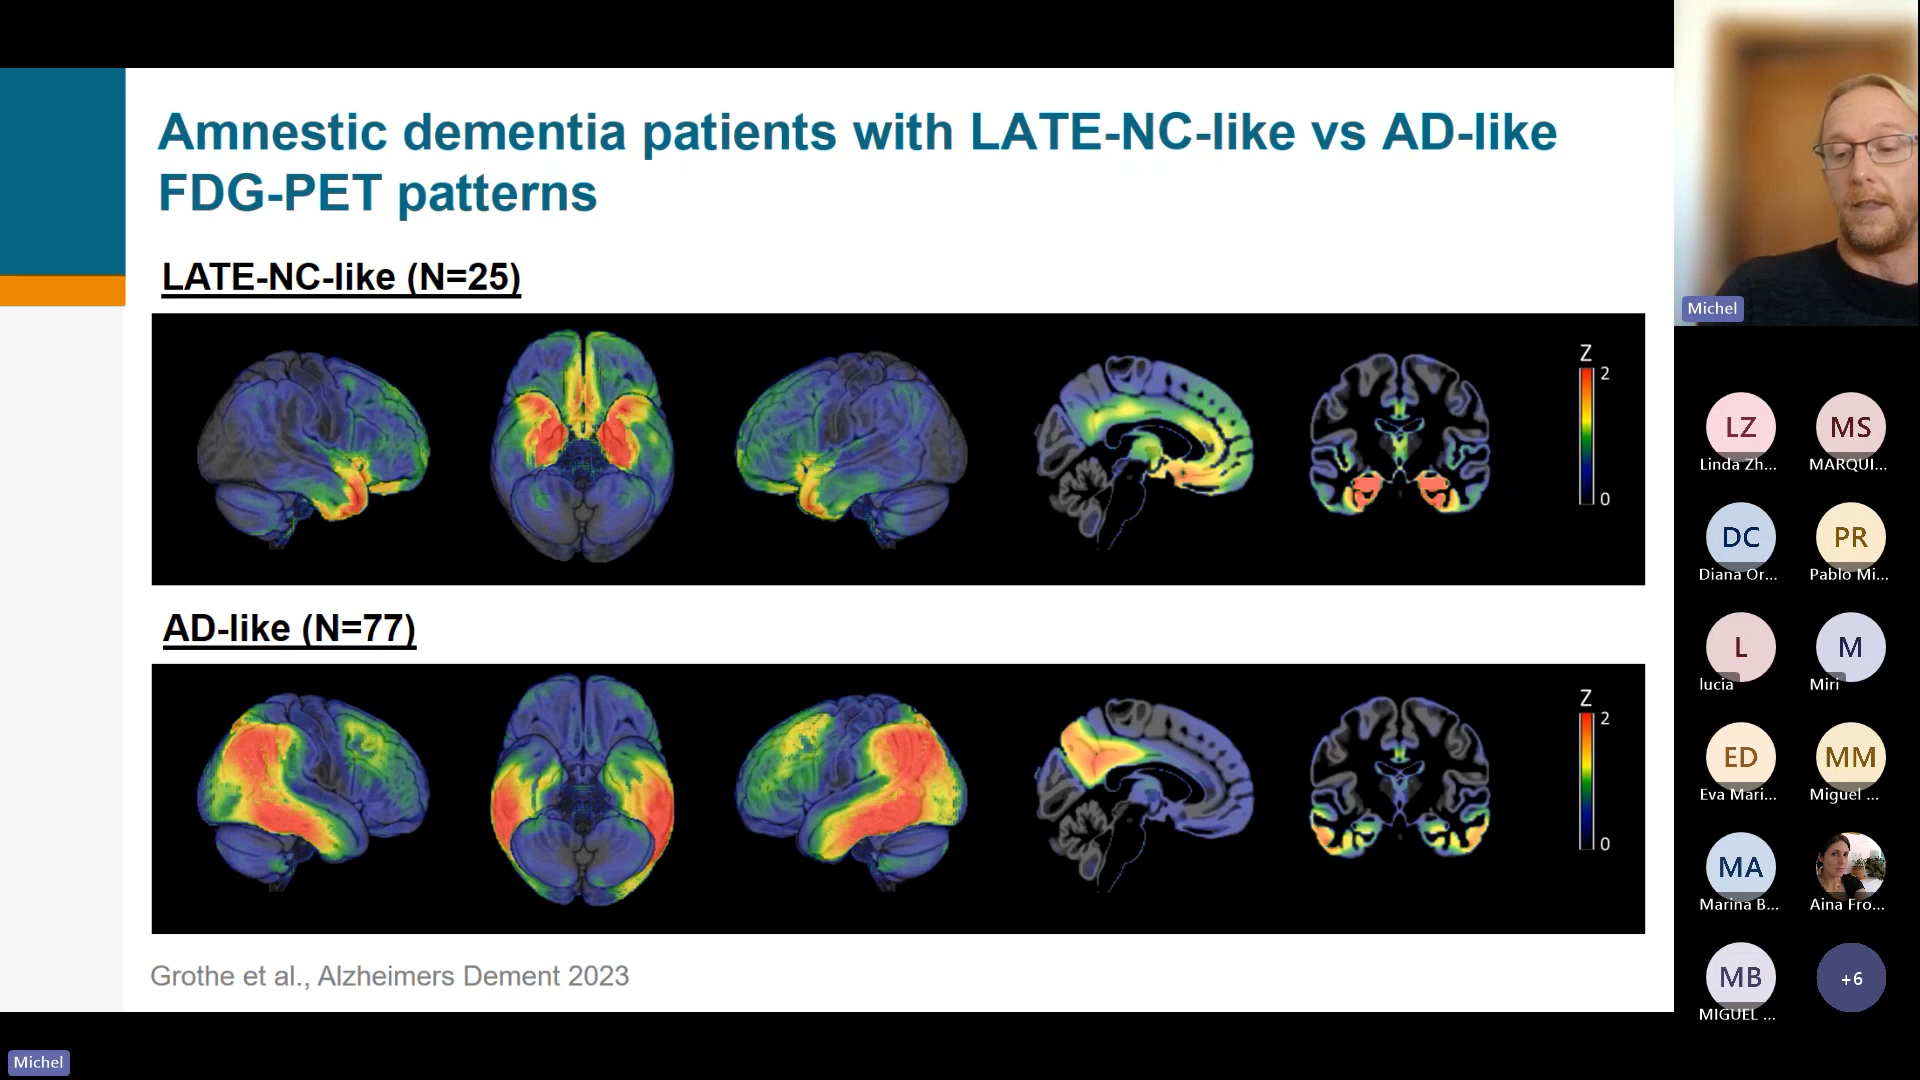 Amnestic dementia patients with LATE-NC-like vs AD-like
FDG-PET patterns
LATE-NC-like (N=25)
Z
2
0
AD-like (N=77)
Z
2
0
Grothe et al., Alzheimers Dement 2023
Michel
Michel
LZ
Linda Zh...
MS
MARQUI...
DC
Diana Or...
PR
Pablo Mi...
L
lucia
M
Miri
ED
Eva Mari...
MM
Miguel ...
MA
Marina B...
Aina Fro...
MB
MIGUEL ...
+6